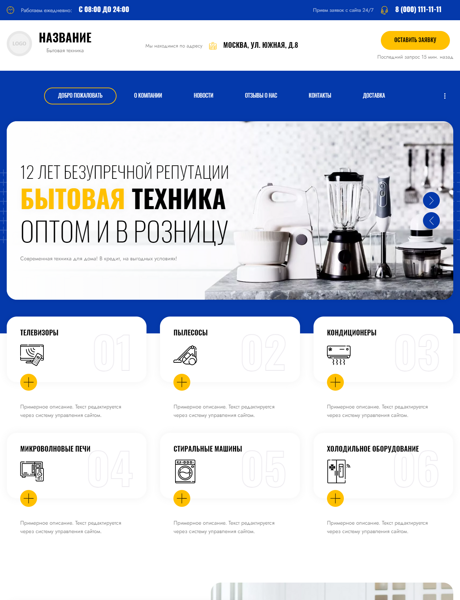 Работаем ежедневно: С 08:00 ДО 24:00
Прием заявок с сайта 24/7 8 (000) 111-11-11
LOGO
НАЗВАНИЕ
Бытовая техника
Мы находимся по адресу МОСКВА, УЛ. ЮЖНАЯ, Д.8
ОСТАВИТЬ ЗАЯВКУ
Последний запрос 15 мин. назад
ДОБРО ПОЖАЛОВАТЬ О КОМПАНИИ НОВОСТИ ОТЗЫВЫ О НАС КОНТАКТЫ ДОСТАВКА
12 ЛЕТ БЕЗУПРЕЧНОЙ РЕПУТАЦИИ
БЫТОВАЯ ТЕХНИКА
ОПТОМ И В РОЗНИЦУ
Современная техника для дома! В кредит, на выгодных условиях!
ТЕЛЕВИЗОРЫ
01
Примерное описание. Текст редактируется
через систему управления сайтом.
ПЫЛЕСОСЫ
02
Примерное описание. Текст редактируется
через систему управления сайтом.
КОНДИЦИОНЕРЫ
03
Примерное описание. Текст редактируется
через систему управления сайтом.
МИКРОВОЛНОВЫЕ ПЕЧИ
04
Примерное описание. Текст редактируется
через систему управления сайтом.
СТИРАЛЬНЫЕ МАШИНЫ
05
Примерное описание. Текст редактируется
через систему управления сайтом.
ХОЛОДИЛЬНОЕ ОБОРУДОВАНИЕ
06
Примерное описание. Текст редактируется
через систему управления сайтом.